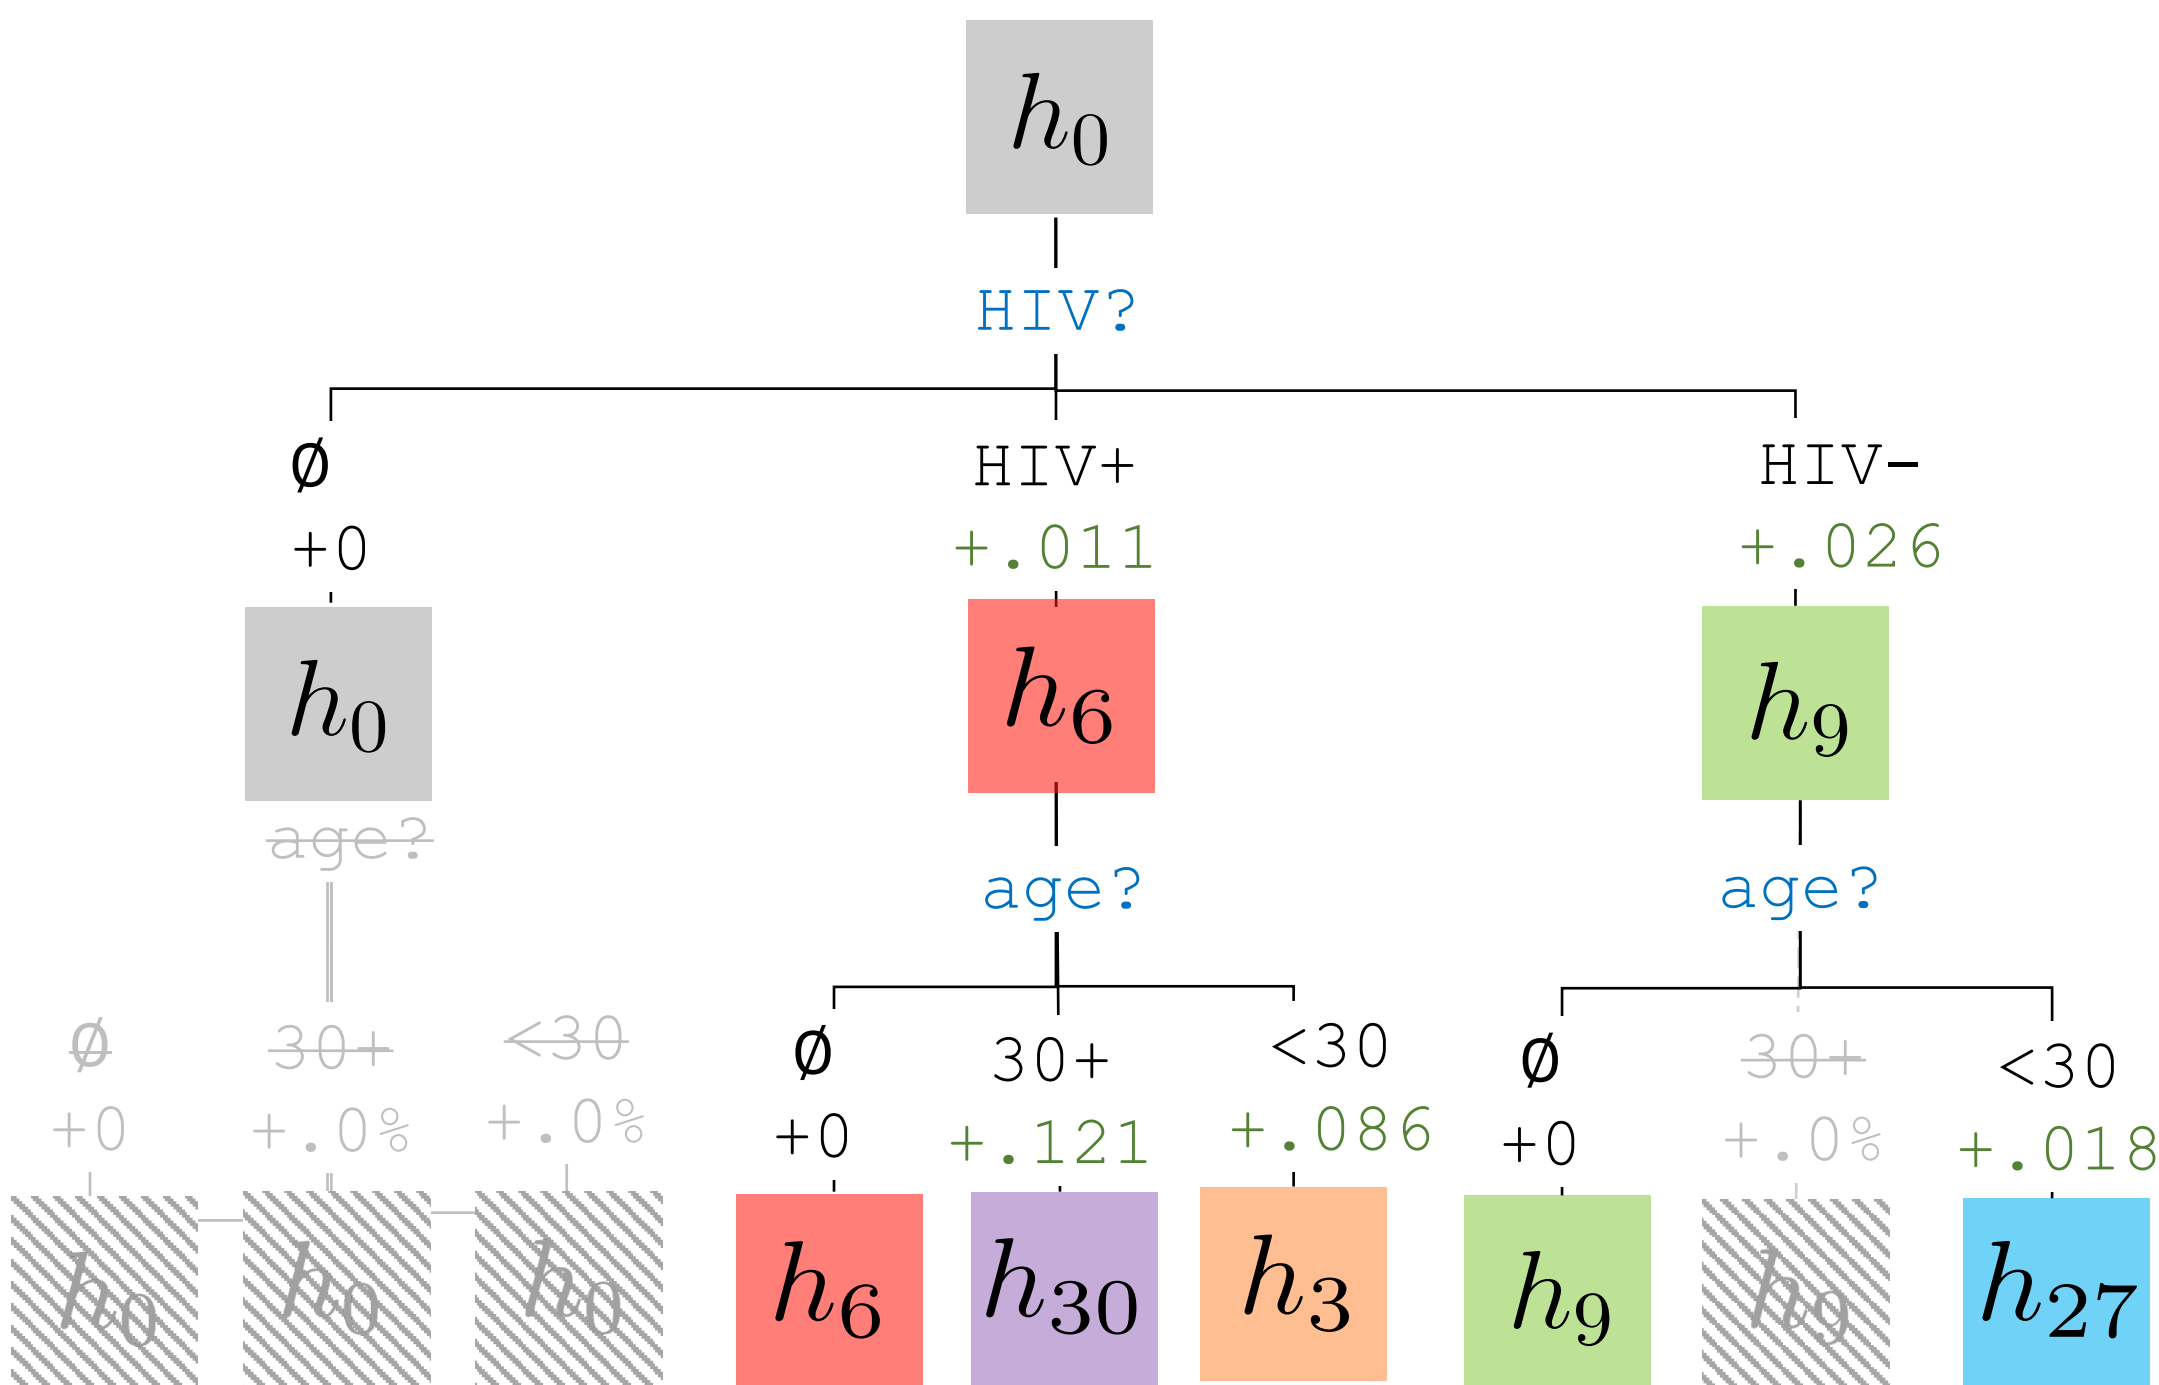 h₀
HIV?
Ø HIV+ HIV-
+0 +.011 +.026
h₀ h₆ h₉
age? age? age?
Ø 30+ <30 Ø 30+ <30 Ø 30+ <30
+0 +.0% +.0% +0 +.121 +.086 +0 +.0% +.018
h₀ h₀ h₀ h₆ h₃₀ h₃ h₉ h₉ h₂₇